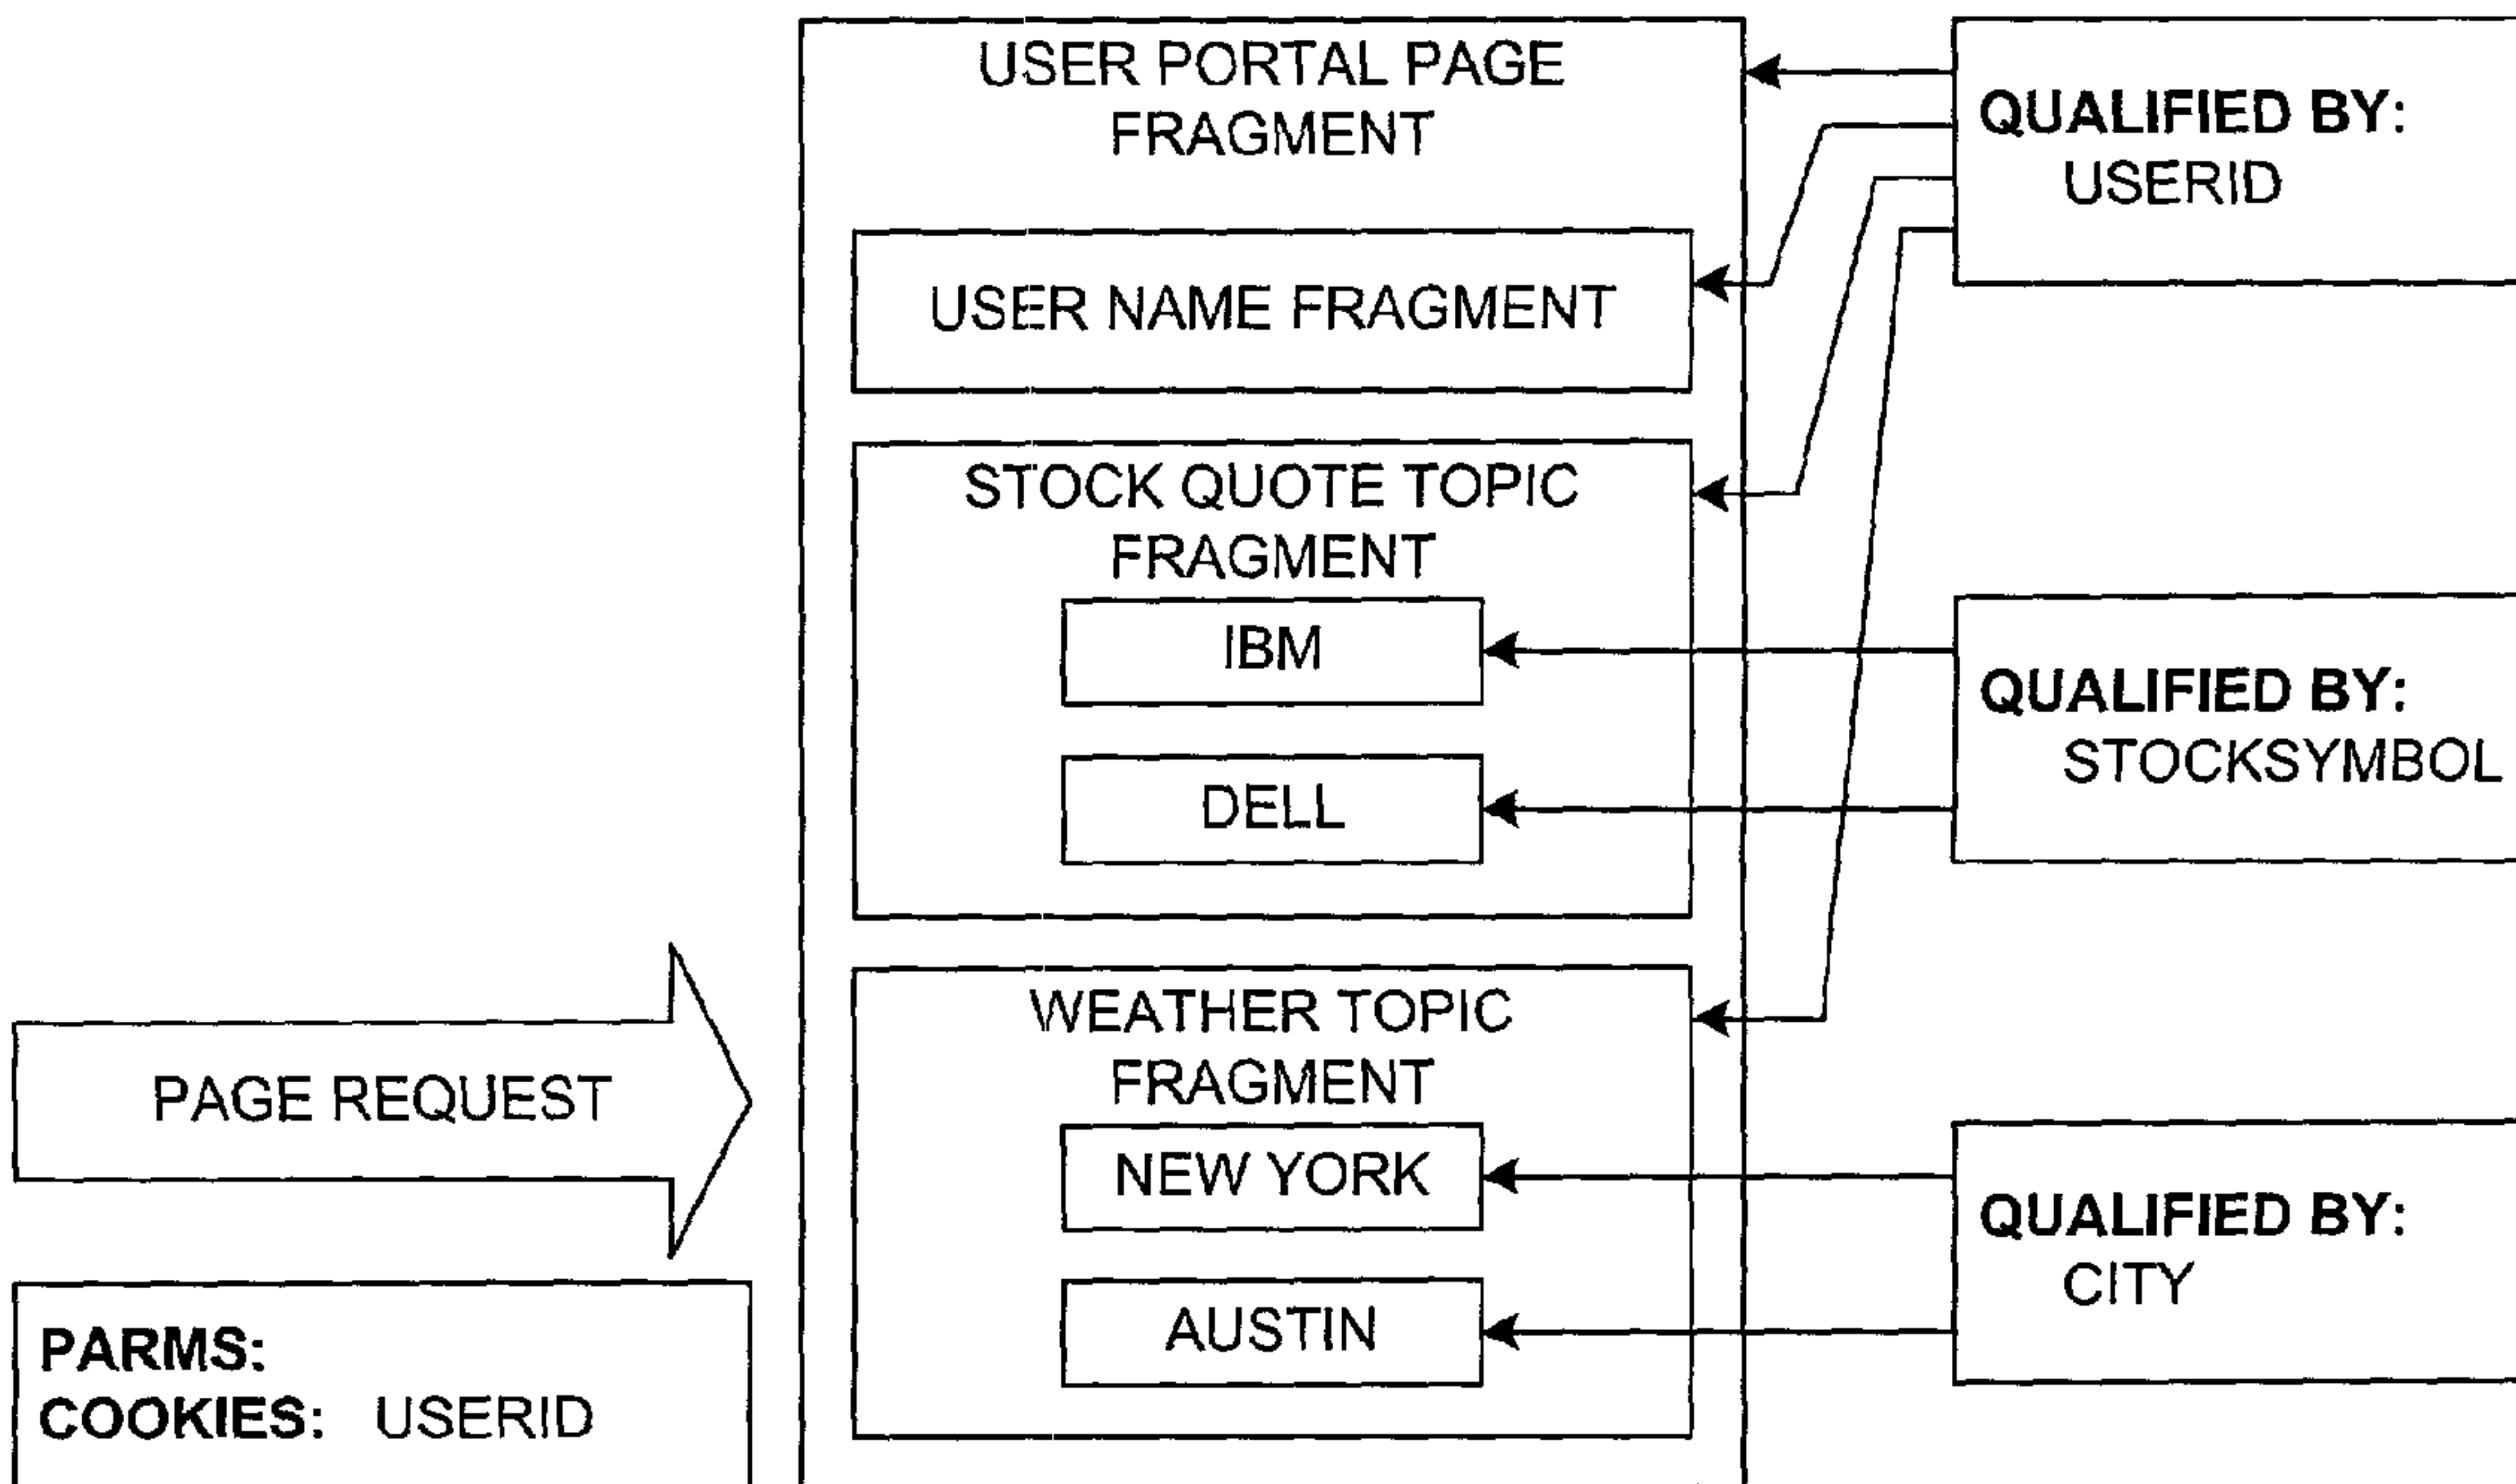 USER PORTAL PAGE
FRAGMENT
USER NAME FRAGMENT
STOCK QUOTE TOPIC
FRAGMENT
IBM
DELL
WEATHER TOPIC
FRAGMENT
NEW YORK
AUSTIN
QUALIFIED BY:
USERID
QUALIFIED BY:
STOCKSYMBOL
QUALIFIED BY:
CITY
PAGE REQUEST
PARMS:
COOKIES: USERID